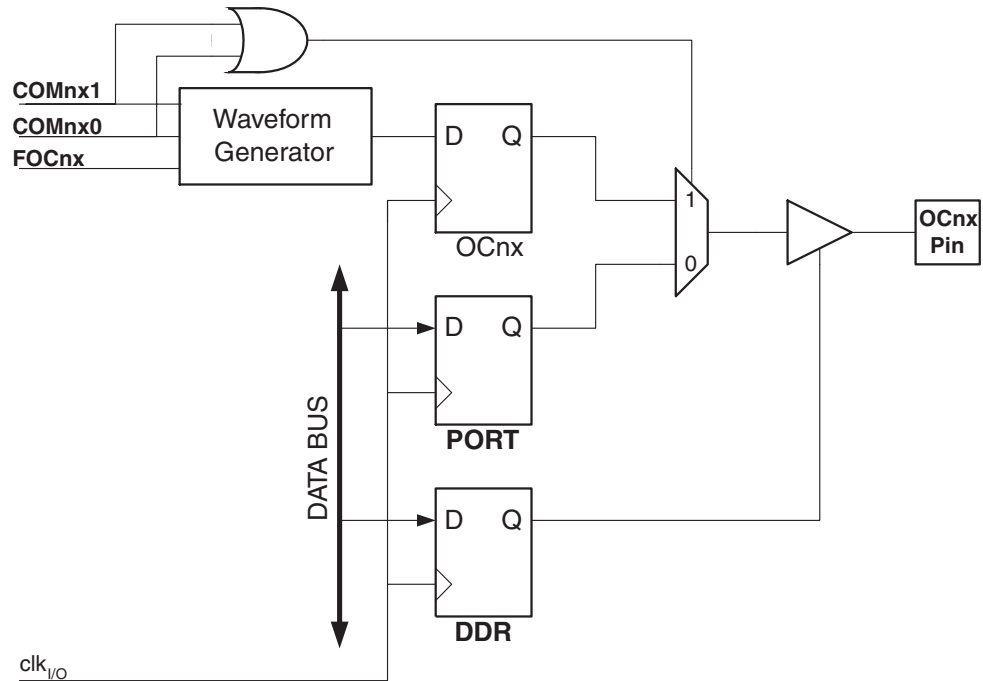 COMnx1
COMnx0
FOCnx
Waveform
Generator
D Q
OCnx
1
0
OCnx
Pin
D Q
PORT
DATA BUS
D Q
DDR
clkI/O